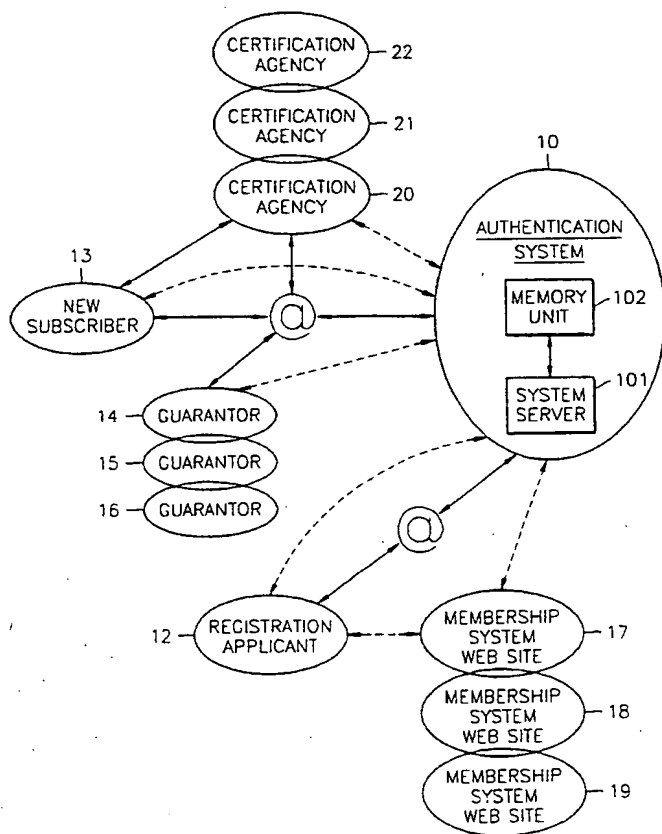 CERTIFICATION
AGENCY
22
CERTIFICATION
AGENCY
21
CERTIFICATION
AGENCY
20
10
AUTHENTICATION
SYSTEM
MEMORY
UNIT
102
SYSTEM
SERVER
101
13
NEW
SUBSCRIBER
@
14
GUARANTOR
15
GUARANTOR
16
GUARANTOR
@
12
REGISTRATION
APPLICANT
MEMBERSHIP
SYSTEM
WEB SITE
17
MEMBERSHIP
SYSTEM
WEB SITE
18
MEMBERSHIP
SYSTEM
WEB SITE
19